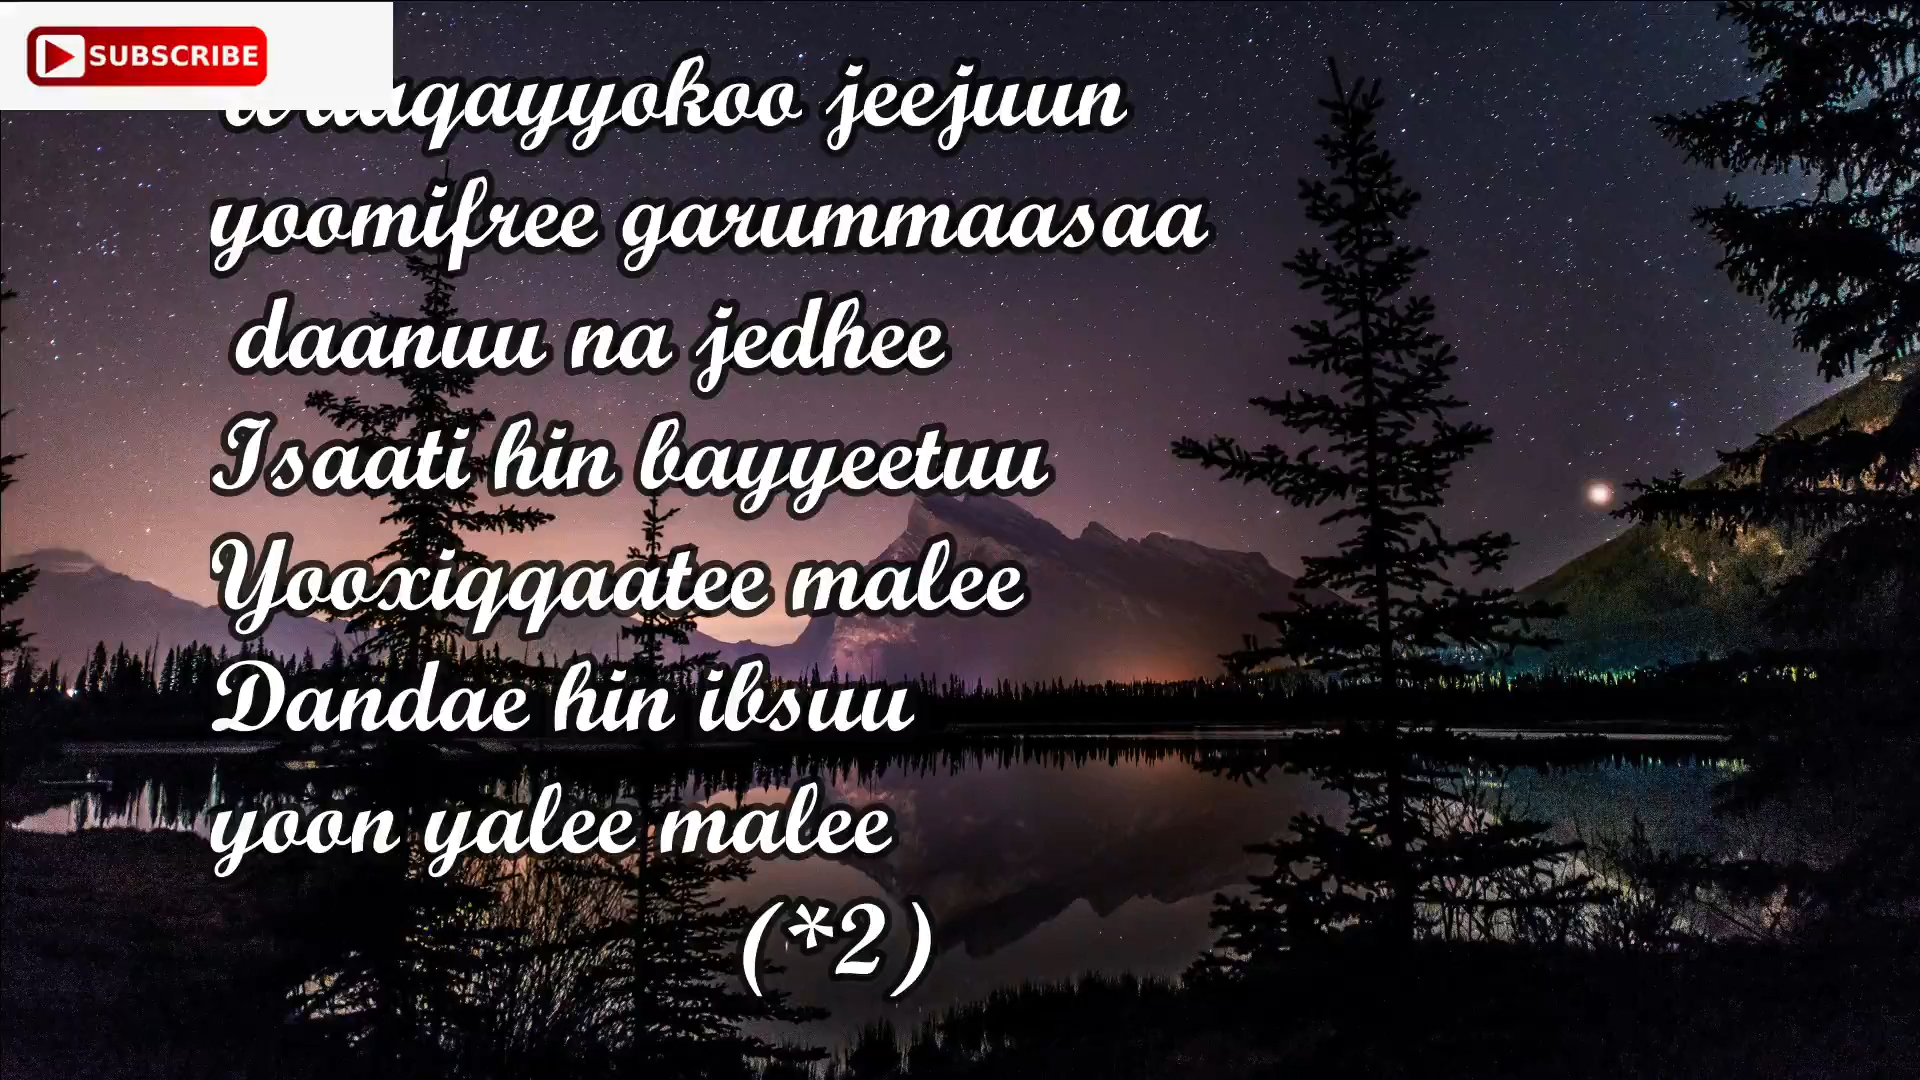 SUBSCRIBE
jeejuun
yoomifree garummaasaa
daanuu na jedhee
Isaati hin bayyeetuu
Yooxiqqaatee malee
Dandae hin ibsuu
yoon yalee malee
(*2)